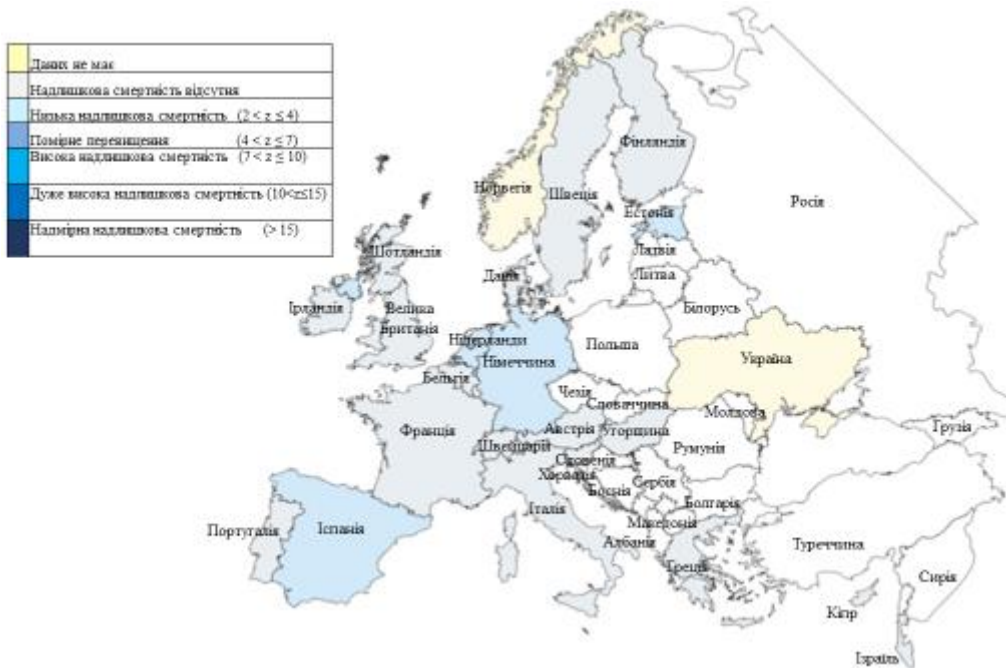 Даних не має
Надлишкова смертність відсутня
Низька надлишкова смертність (2 < z ≤ 4)
Помірне перевищення (4 < z ≤ 7)
Висока надлишкова смертність (7 < z ≤ 10)
Дуже висока надлишкова смертність (10<z≤15)
Надмірна надлишкова смертність (> 15)
Фінляндія
Норвегія
Швеція
Росія
Естонія
Ладвія
Литва
Шотландія
Данія
Білорусь
Ірландія
Велика
Британія
Нідерланди
Польша
Україна
Німеччина
Бельгія
Чехія
Словаччина
Молдова
Франція
Австрія
Угорщина
Грузія
Швейцарій
Румунія
Словенія
Хорватія
Сербія
Боснія
Болгарія
Італія
Македонія
Португалія
Іспанія
Албанія
Туреччина
Греція
Сирія
Кіпр
Ізраїль